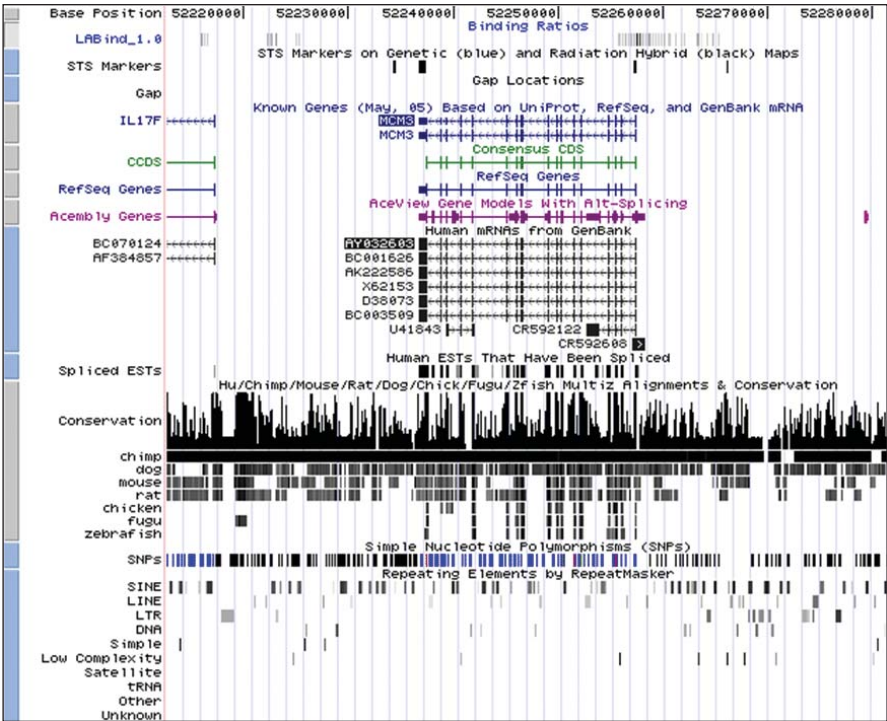 Base Position 52220000| 52230000| 52240000| 52250000| 52260000| 52270000| 52280000|
Binding Ratios
LABind_1.0
STS Markers on Genetic (blue) and Radiation Hybrid (black) Maps
STS Markers
Gap Locations
Gap
Known Genes (May, 05) Based on UniProt, RefSeq, and GenBank mRNA
IL17F MCM3
MCM3
Consensus CDS
CCDS
RefSeq Genes
RefSeq Genes
AceView Gene Models With Alt-Splicing
Acembly Genes
Human mRNAs from GenBank
BC070124 AY032603
AF384857 BC001626
AK222586
X62153
D38073
BC003509
U41843 CR592122
CR592608
Human ESTs That Have Been Spliced
Spliced ESTs
Hu/Chimp/Mouse/Rat/Dog/Chick/Fugu/Zfish Multiz Alignments & Conservation
Conservation
chimp
dog
mouse
rat
chicken
fugu
zebrafish
Simple Nucleotide Polymorphisms (SNPs)
SNPs
Repeating Elements by RepeatMasker
SINE
LINE
LTR
DNA
Simple
Low Complexity
Satellite
tRNA
Other
Unknown